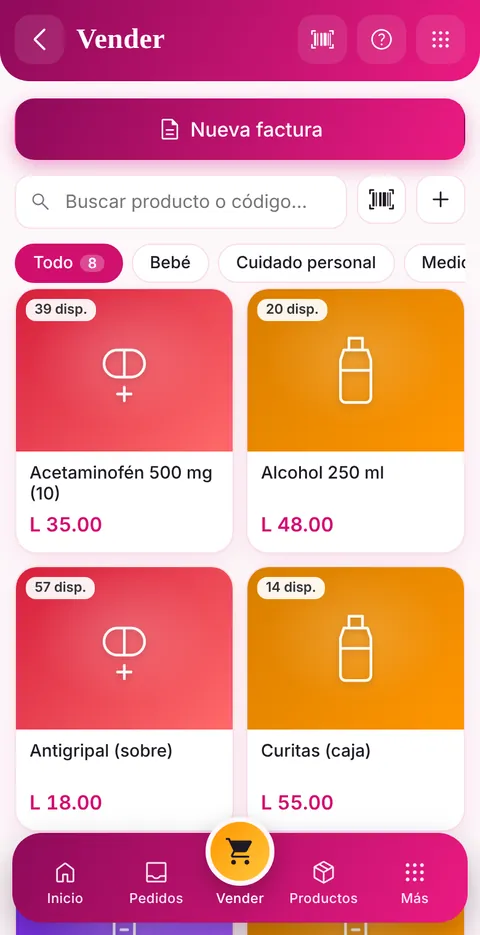 Vender
Nueva factura
Buscar producto o código...
Todo 8
Bebé
Cuidado personal
39 disp.
20 disp.
Acetaminofén 500 mg
(10)
L 35.00
Alcohol 250 ml
L 48.00
57 disp.
14 disp.
Antigripal (sobre)
L 18.00
Curitas (caja)
L 55.00
Inicio
Pedidos
Vender
Productos
Más